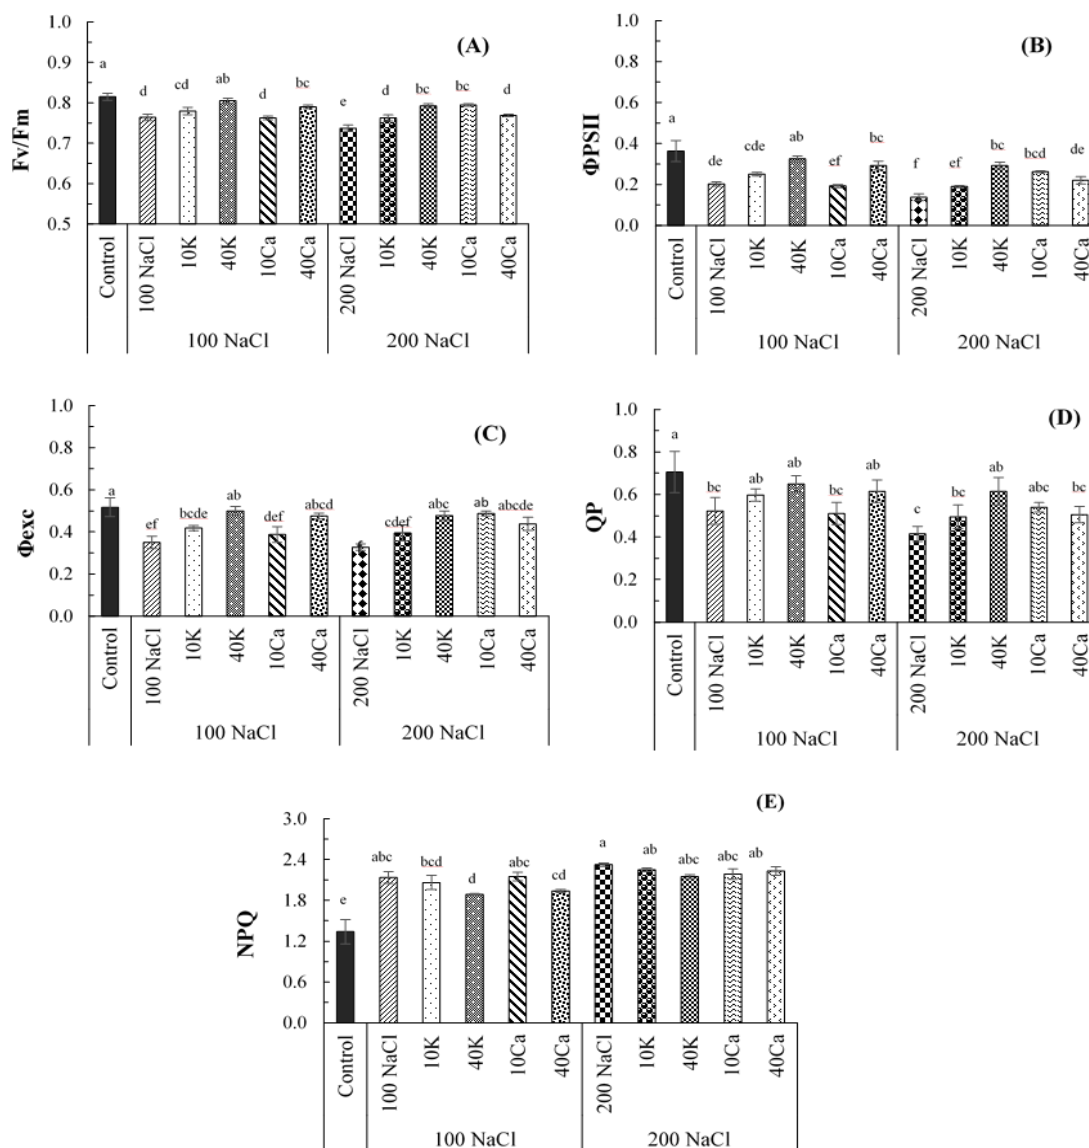 (A)
Fv/Fm
1.0
0.9
0.8
0.7
0.6
0.5
a d cd ab d bc e d bc bc d
Control 100 NaCl 10K 40K 10Ca 40Ca 200 NaCl 10K 40K 10Ca 40Ca
100 NaCl 200 NaCl
(B)
ΦPSII
1.0
0.8
0.6
0.4
0.2
0.0
a de cde ab ef bc f ef bc bcd de
Control 100 NaCl 10K 40K 10Ca 40Ca 200 NaCl 10K 40K 10Ca 40Ca
100 NaCl 200 NaCl
(C)
Φexc
1.0
0.8
0.6
0.4
0.2
0.0
a ef bcde ab def abcd f cdef abc ab abcde
Control 100 NaCl 10K 40K 10Ca 40Ca 200 NaCl 10K 40K 10Ca 40Ca
100 NaCl 200 NaCl
(D)
QP
1.0
0.8
0.6
0.4
0.2
0.0
a bc ab ab bc ab c bc ab abc bc
Control 100 NaCl 10K 40K 10Ca 40Ca 200 NaCl 10K 40K 10Ca 40Ca
100 NaCl 200 NaCl
(E)
NPQ
3.0
2.4
1.8
1.2
0.6
0.0
e abc bcd d abc cd a ab abc abc ab
Control 100 NaCl 10K 40K 10Ca 40Ca 200 NaCl 10K 40K 10Ca 40Ca
100 NaCl 200 NaCl